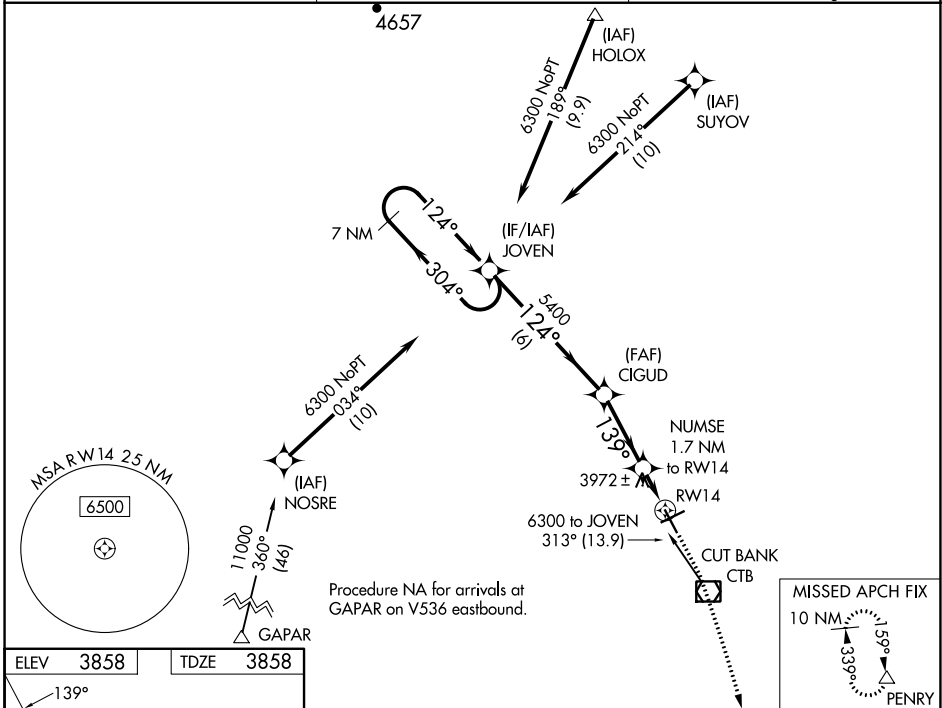 4657
(IAF)
HOLOX
6300 NoPT
189°
(9.9)
(IAF)
SUYOV
6300 NoPT
214°
(10)
7 NM
124°
304°
(IF/IAF)
JOVEN
5400
124°
(6)
(FAF)
CIGUD
6300 NoPT
034°
(10)
139°
NUMSE
1.7 NM
to RW14
3972 ±
RW14
(IAF)
NOSRE
MSA RW14 25 NM
6500
6300 to JOVEN
313° (13.9)
11000
360°
(46)
CUT BANK
CTB
Procedure NA for arrivals at
GAPAR on V536 eastbound.
GAPAR
MISSED APCH FIX
10 NM
159°
339°
PENRY
ELEV 3858
TDZE 3858
139°